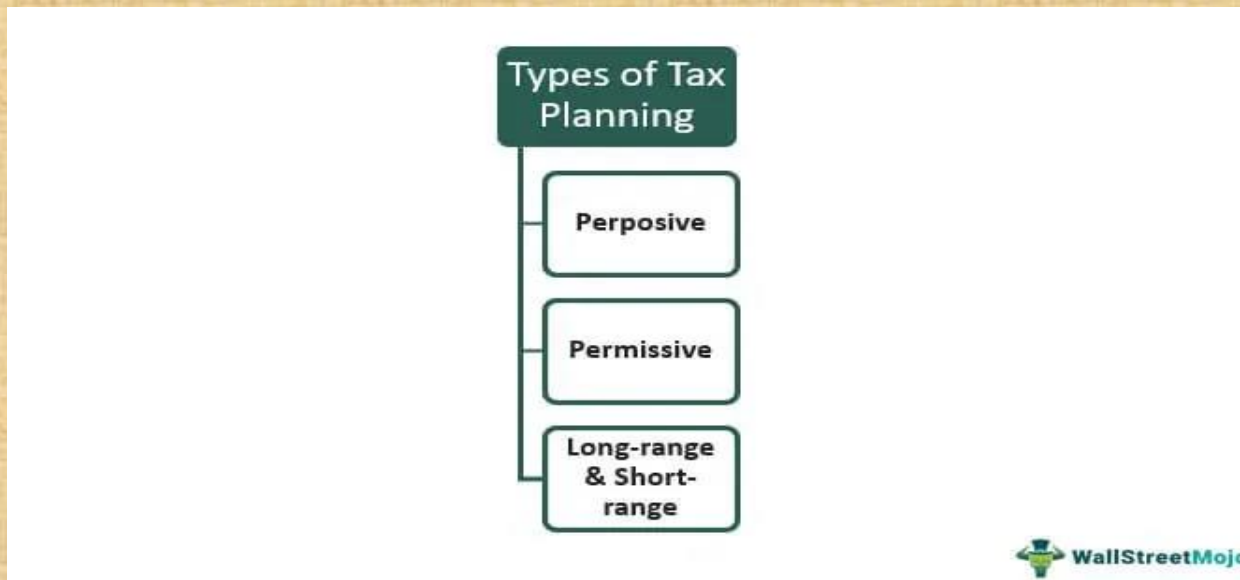 Types of Tax
Planning
Perposive
Permissive
Long-range
& Short-
range
WallStreetMojo